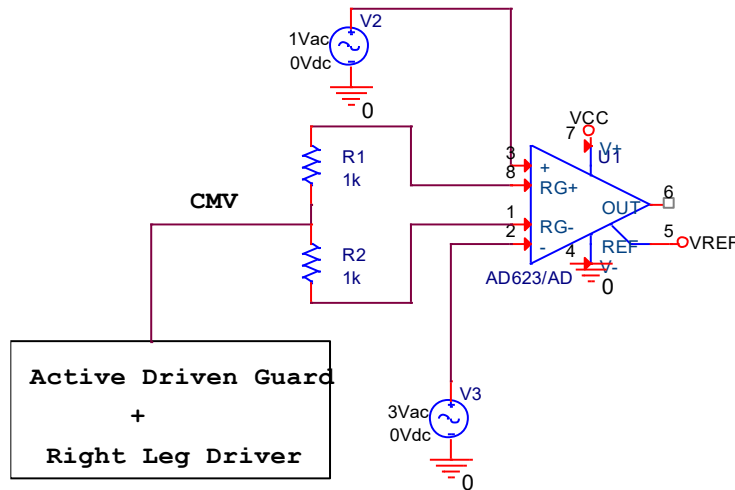 V2
1Vac
0Vdc
0
R1
1k
CMV
R2
1k
VCC
7
V+
U1
3
+
8
RG+
1
RG-
2
-
6
OUT
5
REF
VREF
4
V-
0
AD623/AD
Active Driven Guard
+
Right Leg Driver
V3
3Vac
0Vdc
0